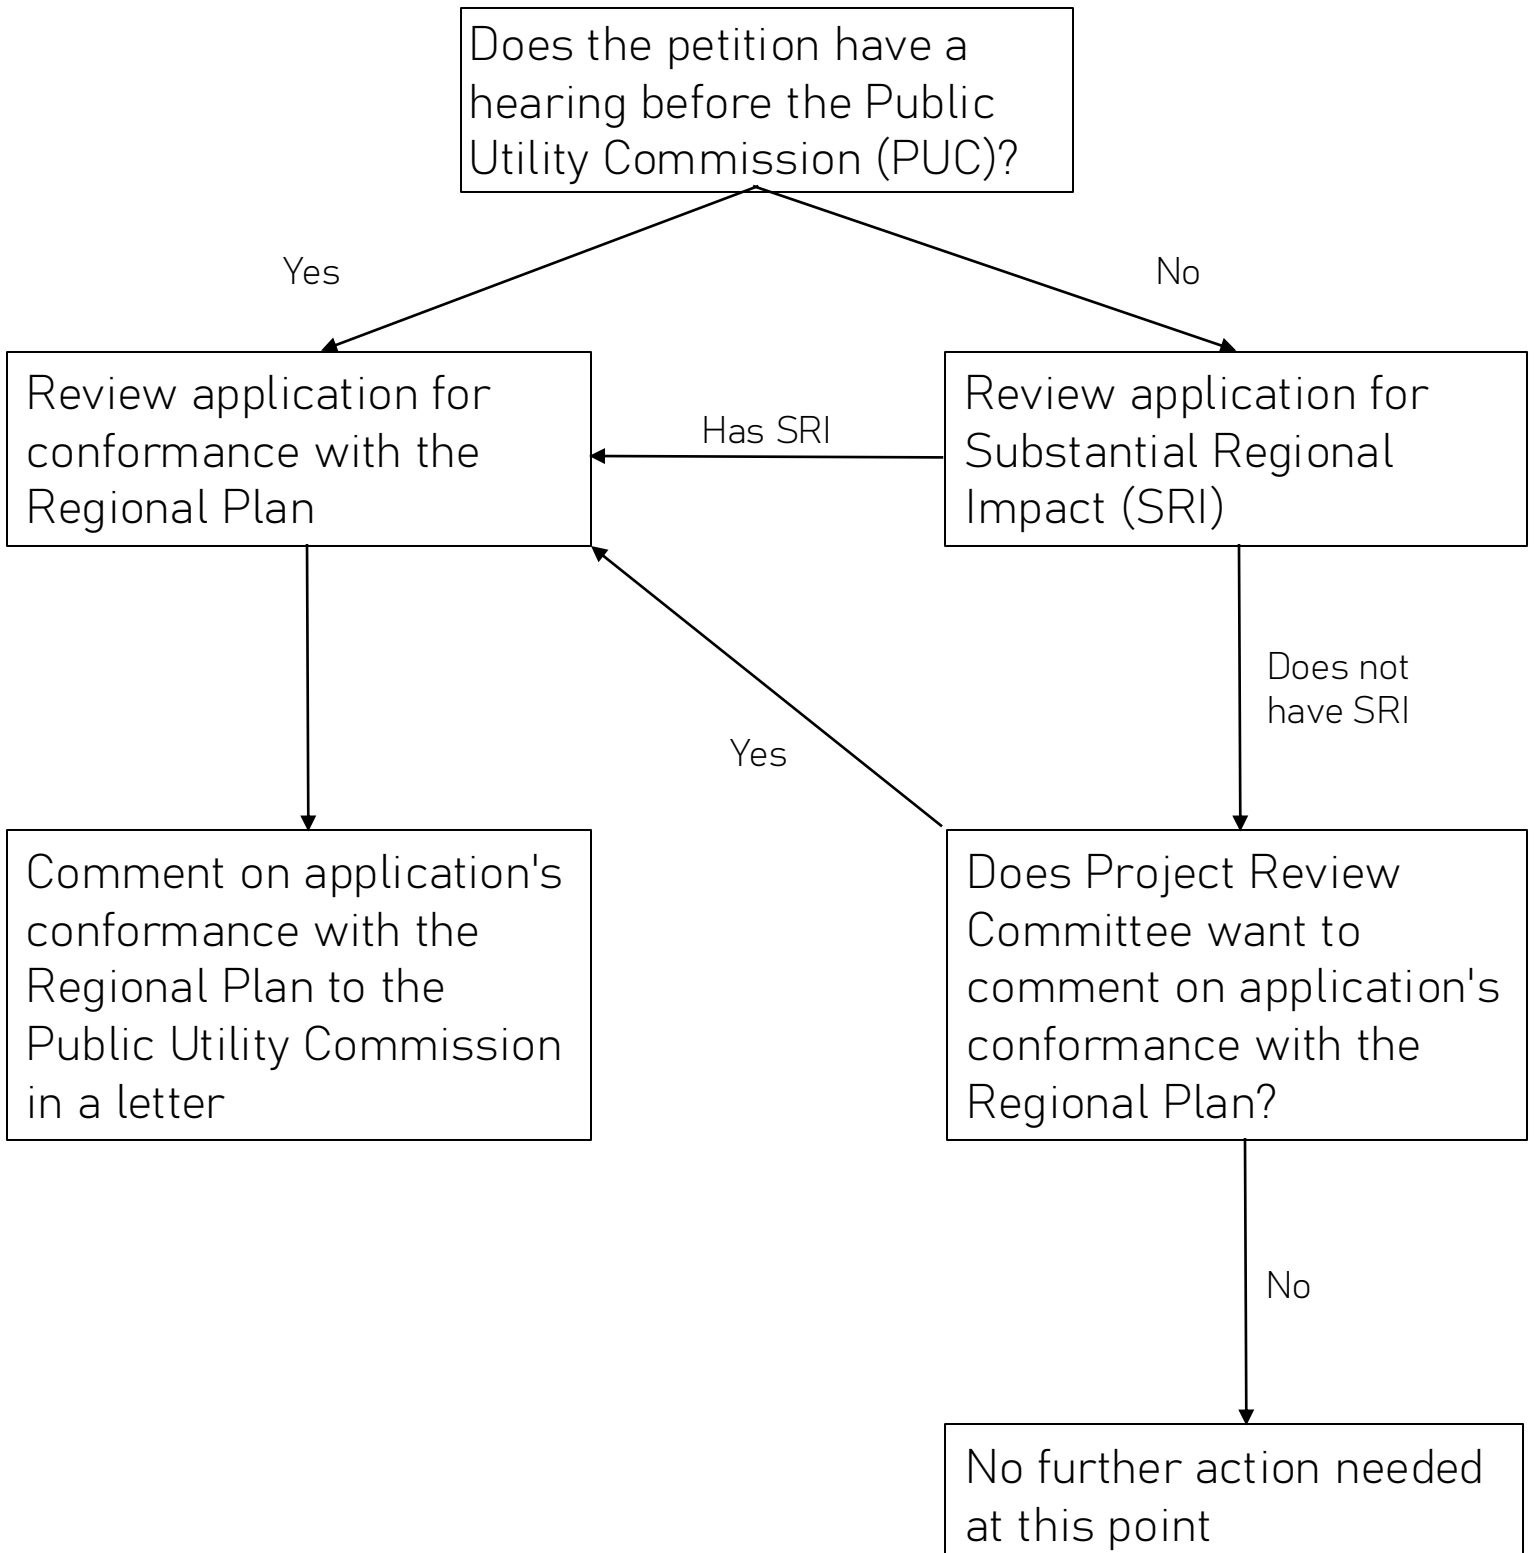 Does the petition have a
hearing before the Public
Utility Commission (PUC)?
Yes
No
Review application for
conformance with the
Regional Plan
Has SRI
Review application for
Substantial Regional
Impact (SRI)
Does not
have SRI
Yes
Comment on application's
conformance with the
Regional Plan to the
Public Utility Commission
in a letter
Does Project Review
Committee want to
comment on application's
conformance with the
Regional Plan?
No
No further action needed
at this point